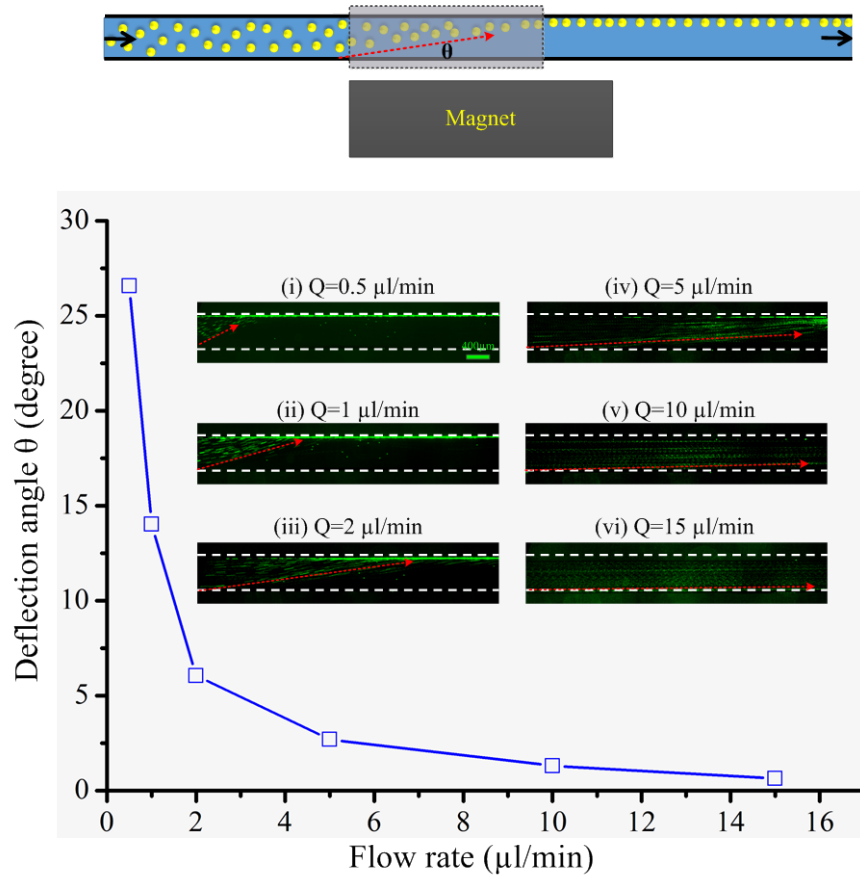 θ
Magnet
30
25
20
15
10
5
0
Deflection angle θ (degree)
(i) Q=0.5 µl/min
400µm
(ii) Q=1 µl/min
(iii) Q=2 µl/min
(iv) Q=5 µl/min
(v) Q=10 µl/min
(vi) Q=15 µl/min
0 2 4 6 8 10 12 14 16
Flow rate (µl/min)